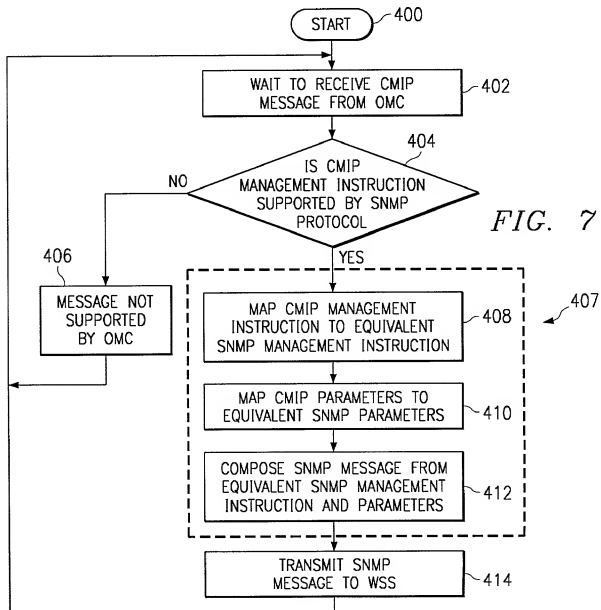 START
400
WAIT TO RECEIVE CMIP
MESSAGE FROM OMC
402
404
IS CMIP
MANAGEMENT INSTRUCTION
SUPPORTED BY SNMP
PROTOCOL
NO
YES
FIG. 7
406
MESSAGE NOT
SUPPORTED
BY OMC
407
MAP CMIP MANAGEMENT
INSTRUCTION TO EQUIVALENT
SNMP MANAGEMENT INSTRUCTION
408
MAP CMIP PARAMETERS TO
EQUIVALENT SNMP PARAMETERS
410
COMPOSE SNMP MESSAGE FROM
EQUIVALENT SNMP MANAGEMENT
INSTRUCTION AND PARAMETERS
412
TRANSMIT SNMP
MESSAGE TO WSS
414